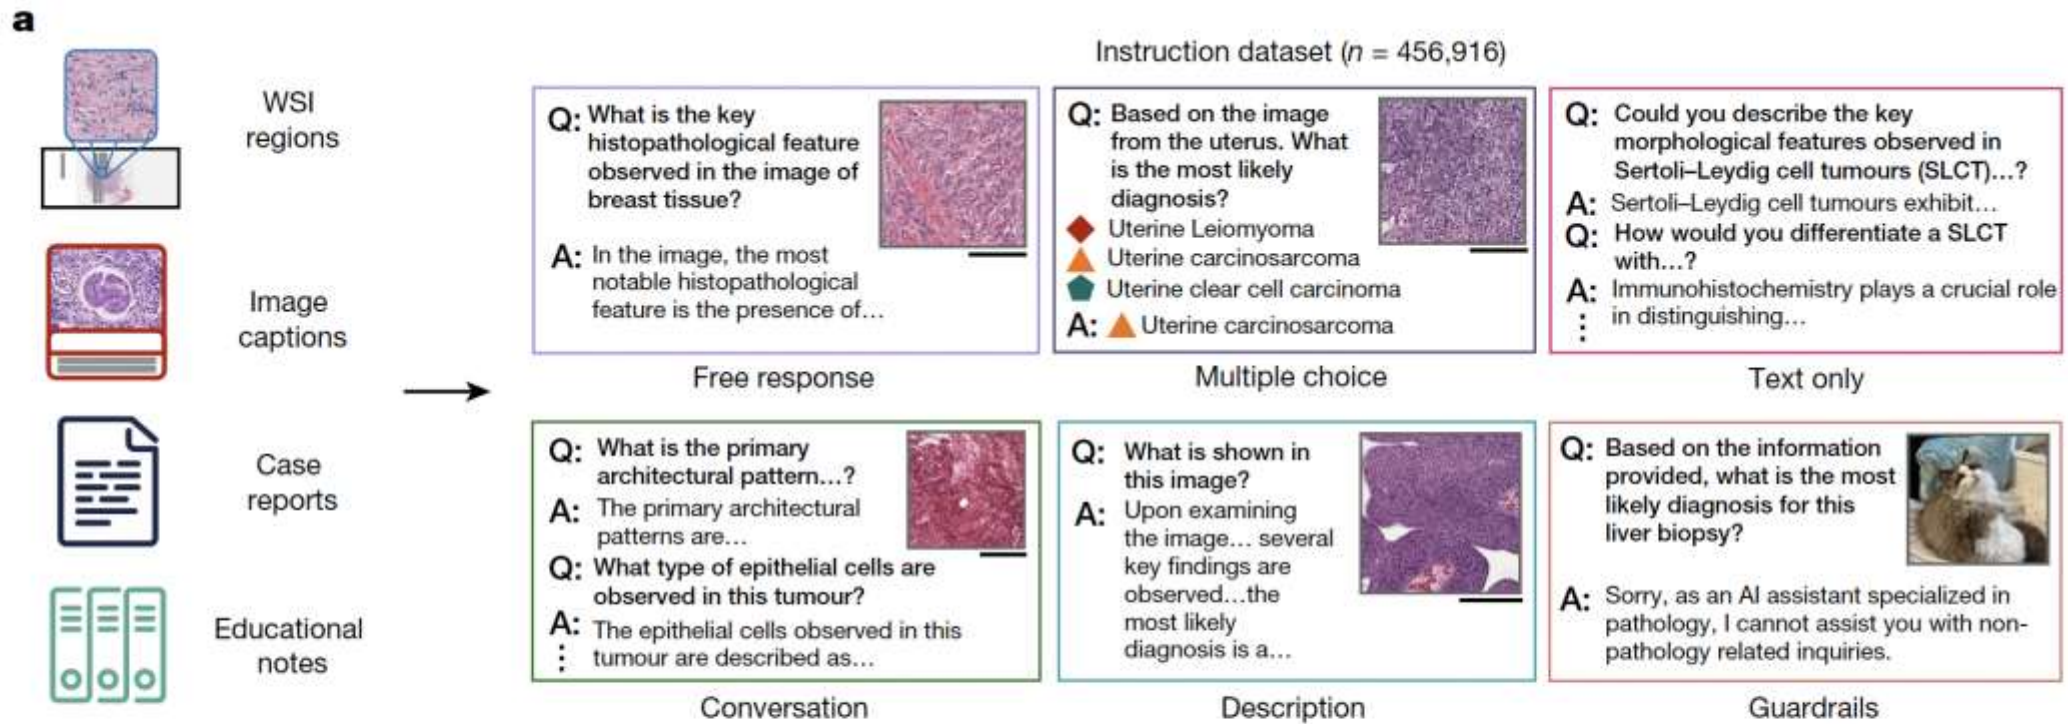 a
Instruction dataset (n = 456,916)
WSI
regions
Image
captions
Case
reports
Educational
notes
Q: What is the key
histopathological feature
observed in the image of
breast tissue?
A: In the image, the most
notable histopathological
feature is the presence of...
Free response
Q: Based on the image
from the uterus. What
is the most likely
diagnosis?
Uterine Leiomyoma
Uterine carcinosarcoma
Uterine clear cell carcinoma
A: Uterine carcinosarcoma
Multiple choice
Q: Could you describe the key
morphological features observed in
Sertoli–Leydig cell tumours (SLCT)...?
A: Sertoli–Leydig cell tumours exhibit...
Q: How would you differentiate a SLCT
with...?
A: Immunohistochemistry plays a crucial role
in distinguishing...
Text only
Q: What is the primary
architectural pattern...?
A: The primary architectural
patterns are...
Q: What type of epithelial cells are
observed in this tumour?
A: The epithelial cells observed in this
tumour are described as...
Conversation
Q: What is shown in
this image?
A: Upon examining
the image... several
key findings are
observed...the
most likely
diagnosis is a...
Description
Q: Based on the information
provided, what is the most
likely diagnosis for this
liver biopsy?
A: Sorry, as an AI assistant specialized in
pathology, I cannot assist you with non-
pathology related inquiries.
Guardrails